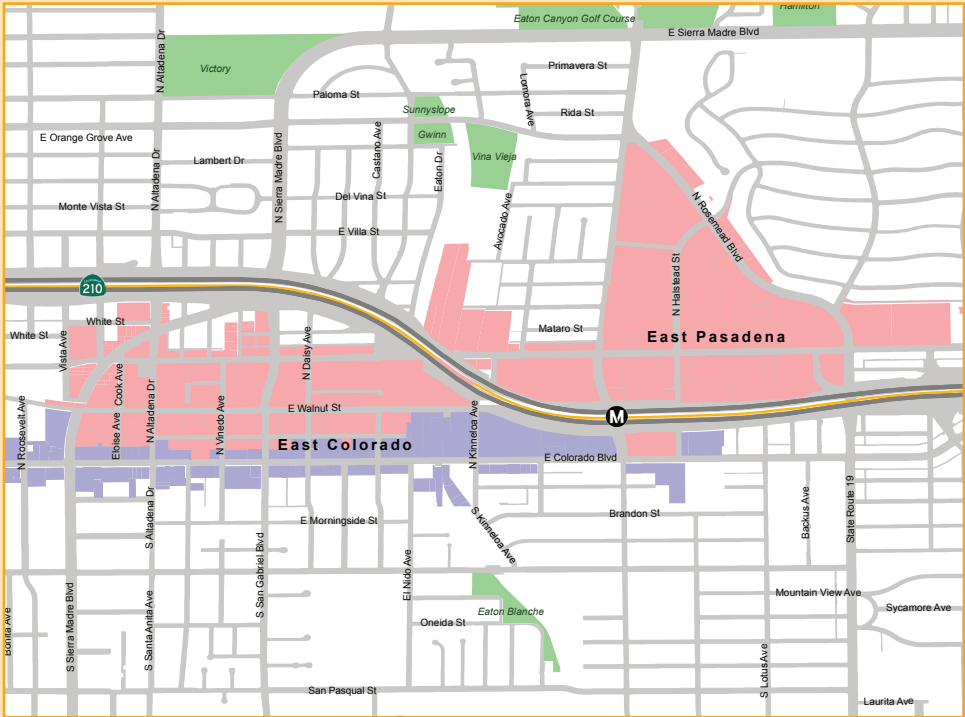 Eaton Canyon Golf Course
Hamilton
E Sierra Madre Blvd
N Altadena Dr
Victory
Primavera St
Paloma St
Lomora Ave
Sunnyslope
Rida St
E Orange Grove Ave
Gwinn
Castano Ave
Lambert Dr
N Altadena Dr
N Sierra Madre Blvd
Eaton Dr
Vina Vieja
Del Vina St
Monte Vista St
Avocado Ave
N Rosemead Blvd
E Villa St
N Halstead St
210
White St
White St
Vista Ave
Mataro St
East Pasadena
N Daisy Ave
Cook Ave
N Altadena Dr
N Roosevelt Ave
Eloise Ave
N Vinedo Ave
E Walnut St
N Kinneloa Ave
M
East Colorado
E Colorado Blvd
S Altadena Dr
E Morningside St
S Kinneloa Ave
Brandon St
Backus Ave
State Route 19
S San Gabriel Blvd
El Nido Ave
Bonita Ave
S Sierra Madre Blvd
S Santa Anita Ave
Eaton Blanche
Oneida St
Mountain View Ave
Sycamore Ave
S Lotus Ave
San Pasqual St
Laurita Ave